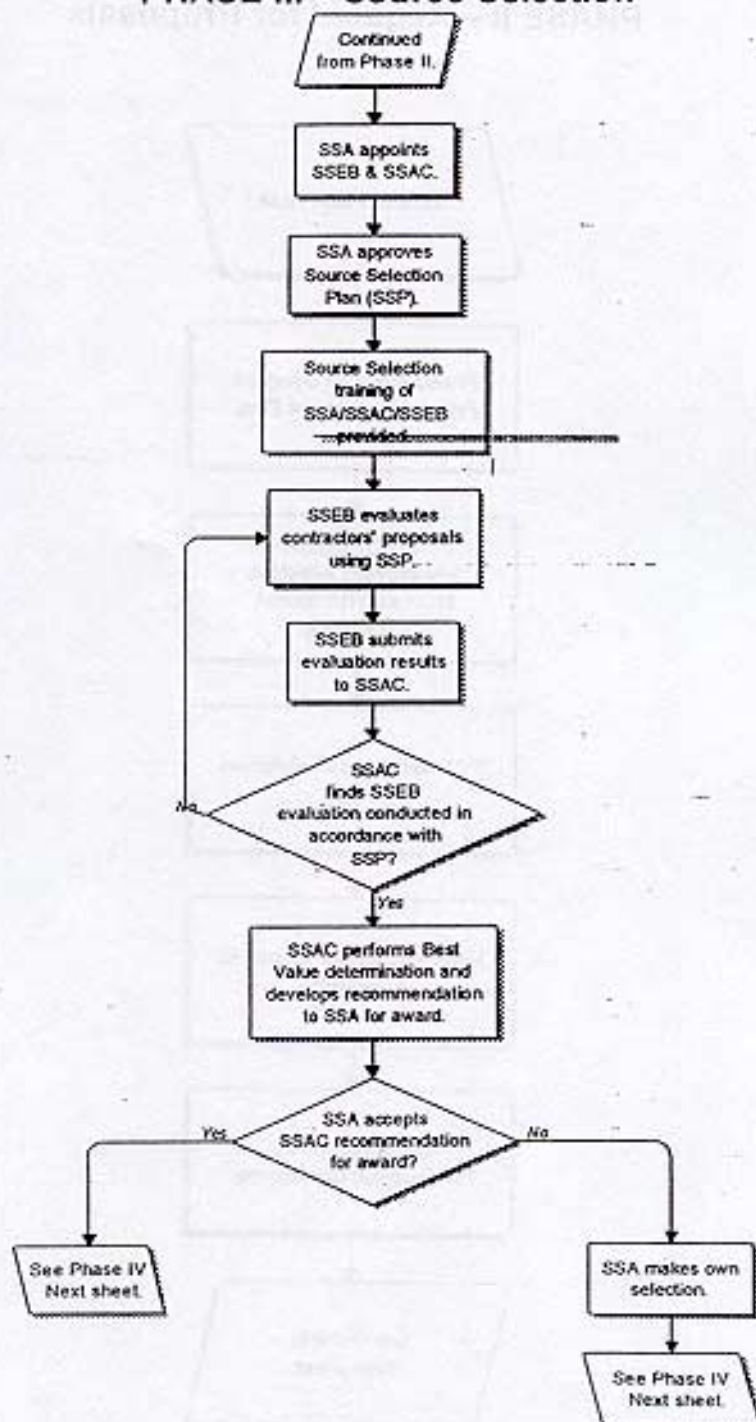 PHASE III - Source Selection
Continued
from Phase II.
SSA appoints
SSEB & SSAC.
SSA approves
Source Selection
Plan (SSP).
Source Selection
training of
SSA/SSAC/SSEB
provided.
SSEB evaluates
contractors' proposals
using SSP.
SSEB submits
evaluation results
to SSAC.
SSAC
finds SSEB
evaluation conducted in
accordance with
SSP?
No
Yes
SSAC performs Best
Value determination and
develops recommendation
to SSA for award.
SSA accepts
SSAC recommendation
for award?
Yes
No
See Phase IV
Next sheet.
SSA makes own
selection.
See Phase IV
Next sheet.